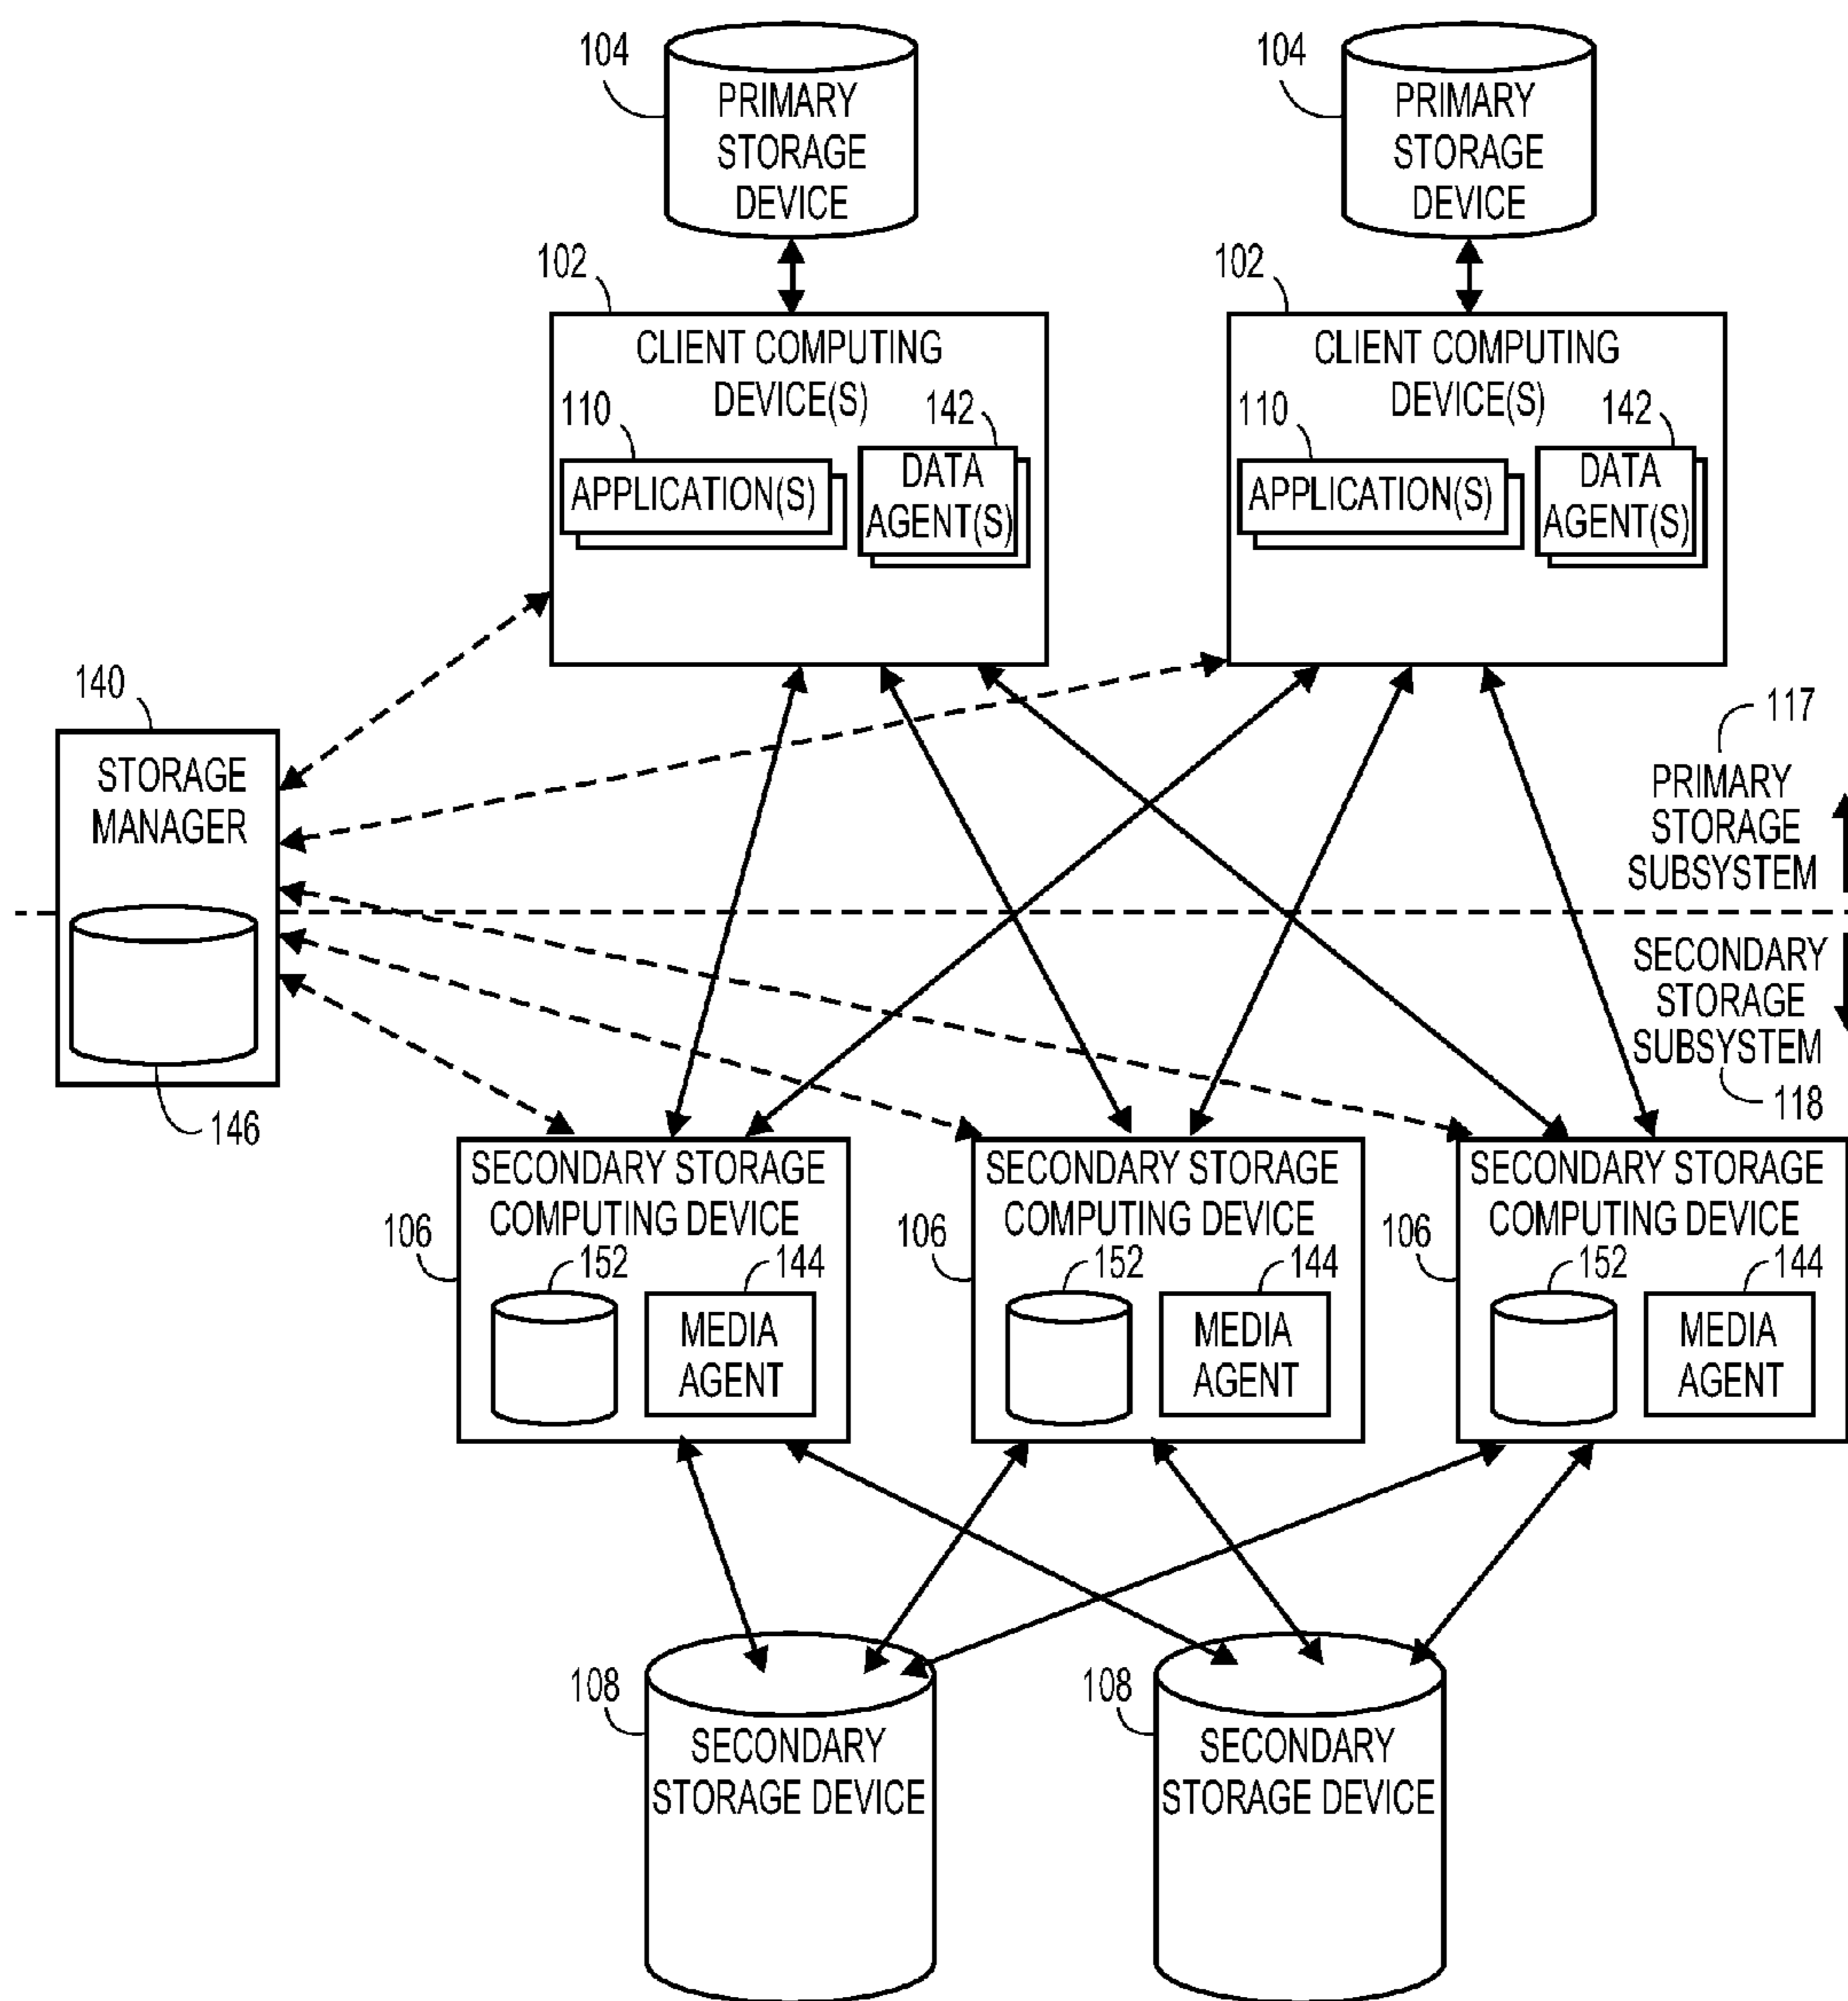 104
PRIMARY
STORAGE
DEVICE
104
PRIMARY
STORAGE
DEVICE
102
CLIENT COMPUTING
DEVICE(S)
110
APPLICATION(S)
142
DATA
AGENT(S)
102
CLIENT COMPUTING
DEVICE(S)
110
APPLICATION(S)
142
DATA
AGENT(S)
140
STORAGE
MANAGER
146
117
PRIMARY
STORAGE
SUBSYSTEM
SECONDARY
STORAGE
SUBSYSTEM
118
106
SECONDARY STORAGE
COMPUTING DEVICE
152
144
MEDIA
AGENT
106
SECONDARY STORAGE
COMPUTING DEVICE
152
144
MEDIA
AGENT
106
SECONDARY STORAGE
COMPUTING DEVICE
152
144
MEDIA
AGENT
108
SECONDARY
STORAGE DEVICE
108
SECONDARY
STORAGE DEVICE